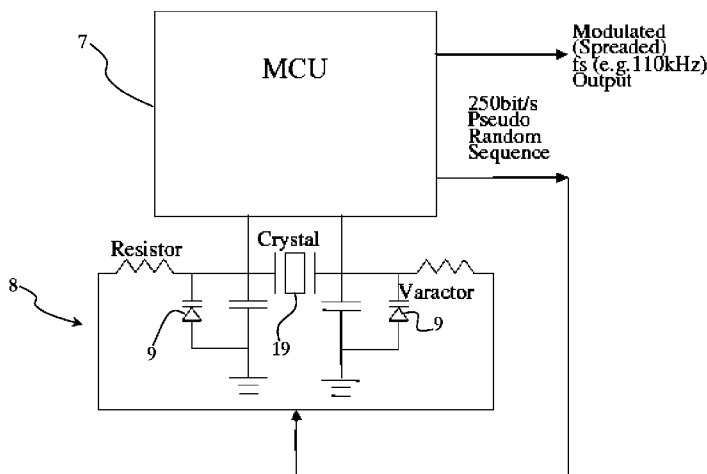 7
MCU
Modulated
(Spreaded)
fs (e.g.110kHz)
Output
250bit/s
Pseudo
Random
Sequence
Resistor
Crystal
Varactor
8
9
19
9